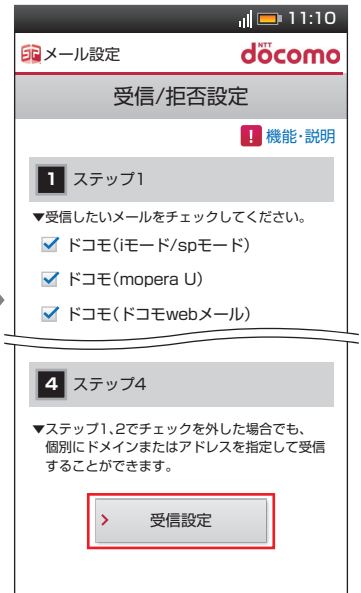 11:10
メール設定
NTT
döcomo
受信/拒否設定
! 機能・説明
1 ステップ1
▼受信したいメールをチェックしてください。
ドコモ(iモード/spモード)
ドコモ(mopera U)
ドコモ(ドコモwebメール)
4 ステップ4
▼ステップ1、2でチェックを外した場合でも、
個別にドメインまたはアドレスを指定して受信
することができます。
受信設定